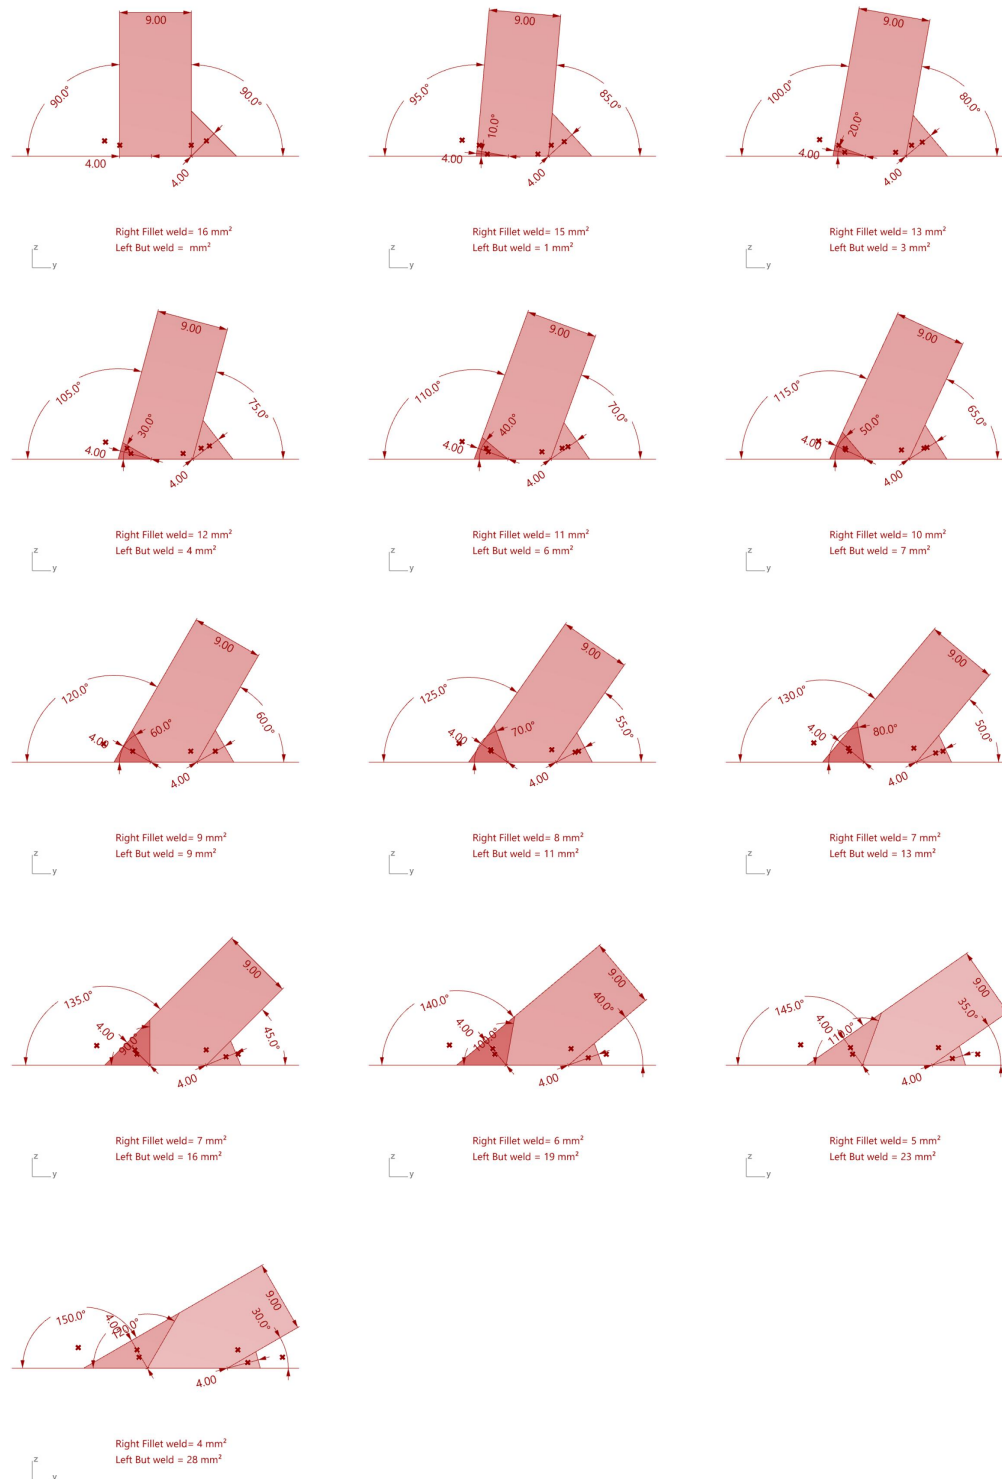 9.00
90.0°
90.0°
4.00
4.00
Right Fillet weld= 16 mm²
Left But weld = mm²
z
y
9.00
95.0°
85.0°
10.0°
4.00
4.00
Right Fillet weld= 15 mm²
Left But weld = 1 mm²
z
y
9.00
100.0°
80.0°
20.0°
4.00
4.00
Right Fillet weld= 13 mm²
Left But weld = 3 mm²
z
y
9.00
105.0°
75.0°
30.0°
4.00
4.00
Right Fillet weld= 12 mm²
Left But weld = 4 mm²
z
y
9.00
110.0°
70.0°
40.0°
4.00
4.00
Right Fillet weld= 11 mm²
Left But weld = 6 mm²
z
y
9.00
115.0°
65.0°
50.0°
4.00
4.00
Right Fillet weld= 10 mm²
Left But weld = 7 mm²
z
y
9.00
120.0°
60.0°
60.0°
4.00
4.00
Right Fillet weld= 9 mm²
Left But weld = 9 mm²
z
y
9.00
125.0°
55.0°
70.0°
4.00
4.00
Right Fillet weld= 8 mm²
Left But weld = 11 mm²
z
y
9.00
130.0°
50.0°
80.0°
4.00
4.00
Right Fillet weld= 7 mm²
Left But weld = 13 mm²
z
y
9.00
135.0°
45.0°
90.0°
4.00
4.00
Right Fillet weld= 7 mm²
Left But weld = 16 mm²
z
y
9.00
140.0°
40.0°
100.0°
4.00
4.00
Right Fillet weld= 6 mm²
Left But weld = 19 mm²
z
y
9.00
145.0°
35.0°
110.0°
4.00
4.00
Right Fillet weld= 5 mm²
Left But weld = 23 mm²
z
y
9.00
150.0°
30.0°
120.0°
4.00
4.00
Right Fillet weld= 4 mm²
Left But weld = 28 mm²
z
y